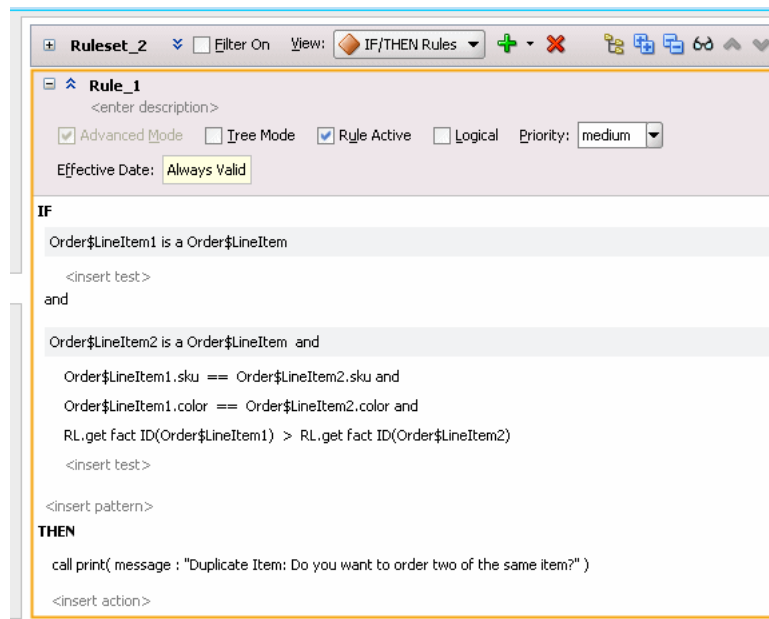 Ruleset_2 Filter On View: IF/THEN Rules
Rule_1
<enter description>
Advanced Mode Tree Mode Rule Active Logical Priority: medium
Effective Date: Always Valid
IF
Order$LineItem1 is a Order$LineItem
<insert test>
and
Order$LineItem2 is a Order$LineItem and
Order$LineItem1.sku == Order$LineItem2.sku and
Order$LineItem1.color == Order$LineItem2.color and
RL.get fact ID(Order$LineItem1) > RL.get fact ID(Order$LineItem2)
<insert test>
<insert pattern>
THEN
call print( message : "Duplicate Item: Do you want to order two of the same item?" )
<insert action>